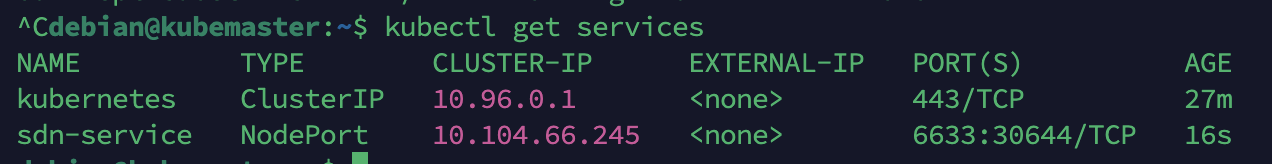 ^Cdebian@kubemaster:~$ kubectl get services
NAME TYPE CLUSTER-IP EXTERNAL-IP PORT(S) AGE
kubernetes ClusterIP 10.96.0.1 <none> 443/TCP 27m
sdn-service NodePort 10.104.66.245 <none> 6633:30644/TCP 16s